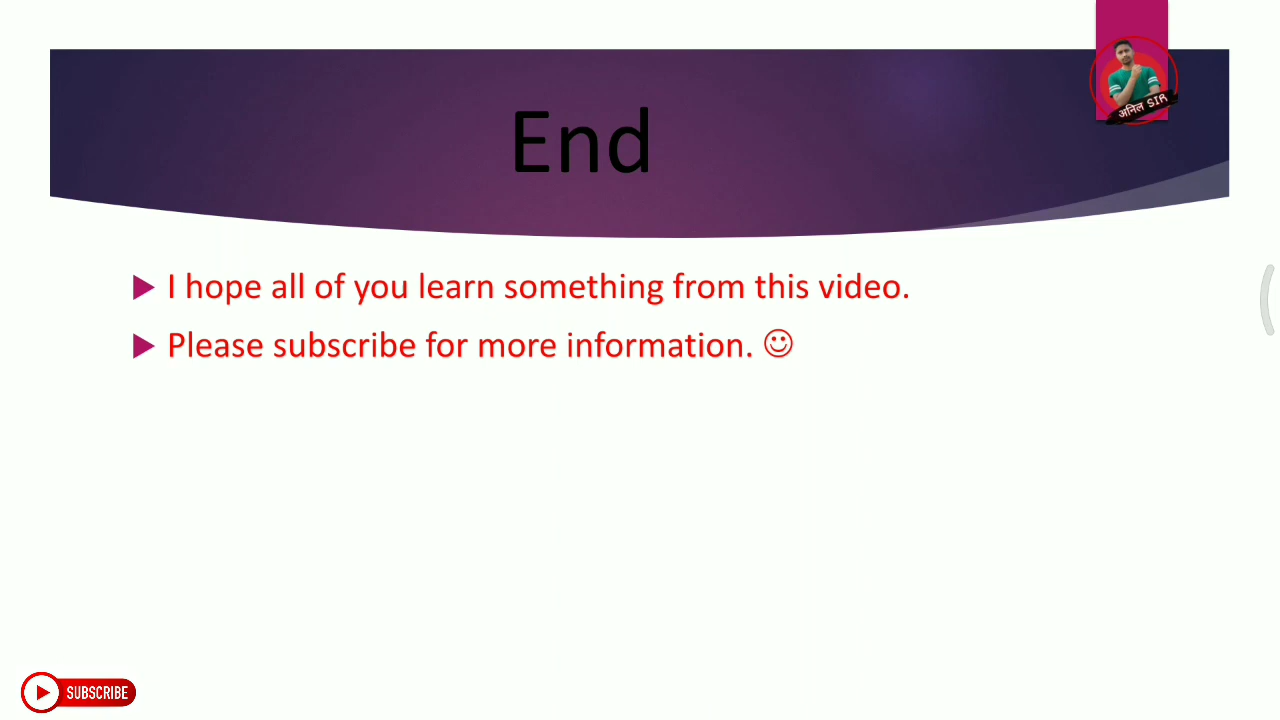 End
अनिल SIR
I hope all of you learn something from this video.
Please subscribe for more information. ☺
SUBSCRIBE